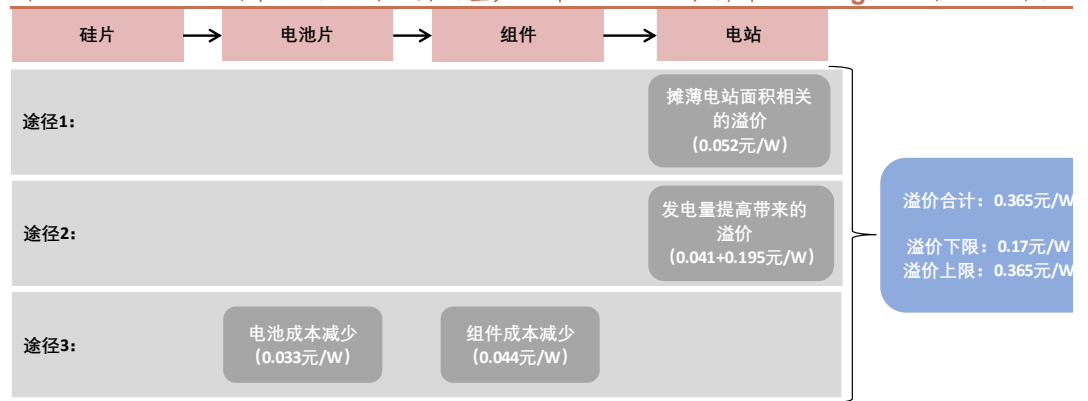 硅片
电池片
组件
电站
途径1:
摊薄电站面积相关
的溢价
（0.052元/W）
途径2:
发电量提高带来的
溢价
（0.041+0.195元/W）
途径3:
电池成本减少
（0.033元/W）
组件成本减少
（0.044元/W）
溢价合计：0.365元/W
溢价下限：0.17元/W
溢价上限：0.365元/W